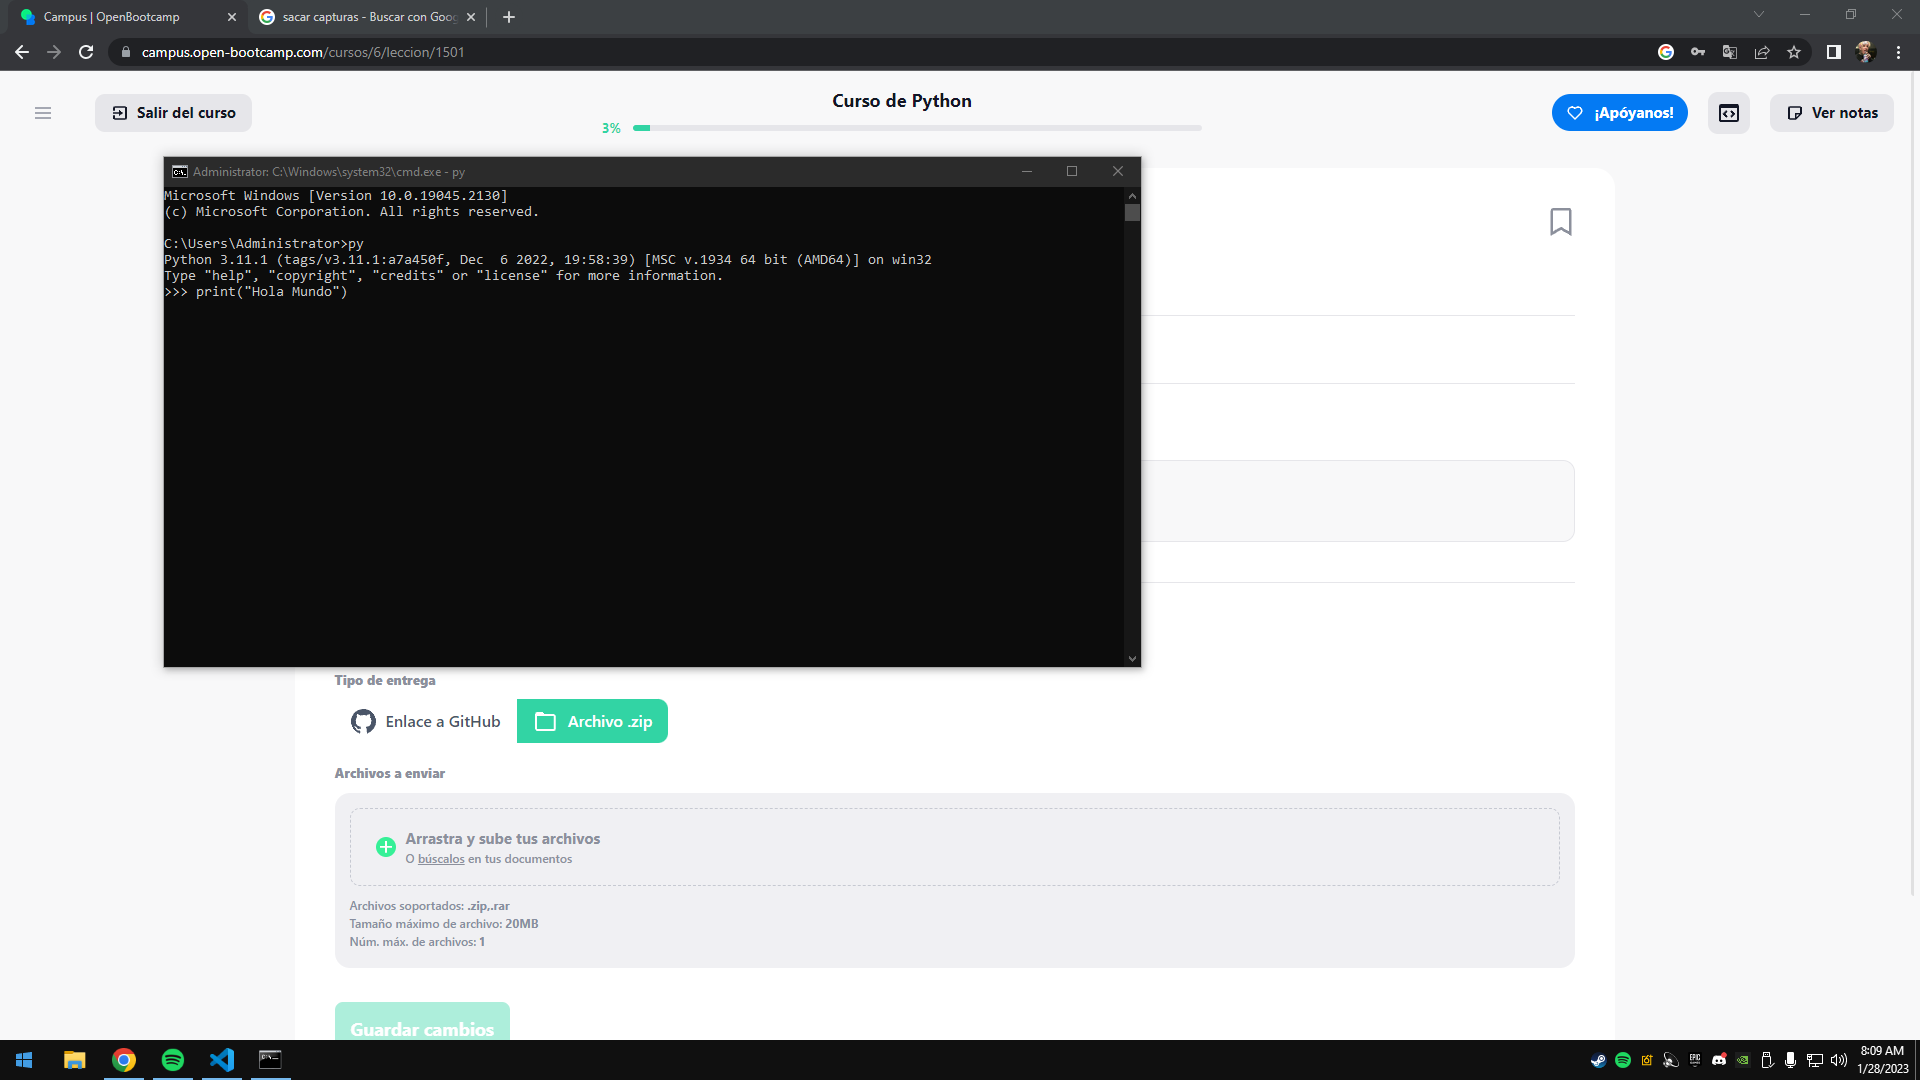 Campus | OpenBootcamp
sacar capturas - Buscar con Goog
campus.open-bootcamp.com/cursos/6/leccion/1501
Salir del curso
Curso de Python
3%
¡Apóyanos!
Ver notas
Administrator: C:\Windows\system32\cmd.exe - py
Microsoft Windows [Version 10.0.19045.2130]
(c) Microsoft Corporation. All rights reserved.
C:\Users\Administrator>py
Python 3.11.1 (tags/v3.11.1:a7a450f, Dec  6 2022, 19:58:39) [MSC v.1934 64 bit (AMD64)] on win32
Type "help", "copyright", "credits" or "license" for more information.
>>> print("Hola Mundo")
Tipo de entrega
Enlace a GitHub
Archivo .zip
Archivos a enviar
Arrastra y sube tus archivos
O búscalos en tus documentos
Archivos soportados: .zip,.rar
Tamaño máximo de archivo: 20MB
Núm. máx. de archivos: 1
Guardar cambios
8:09 AM
1/28/2023